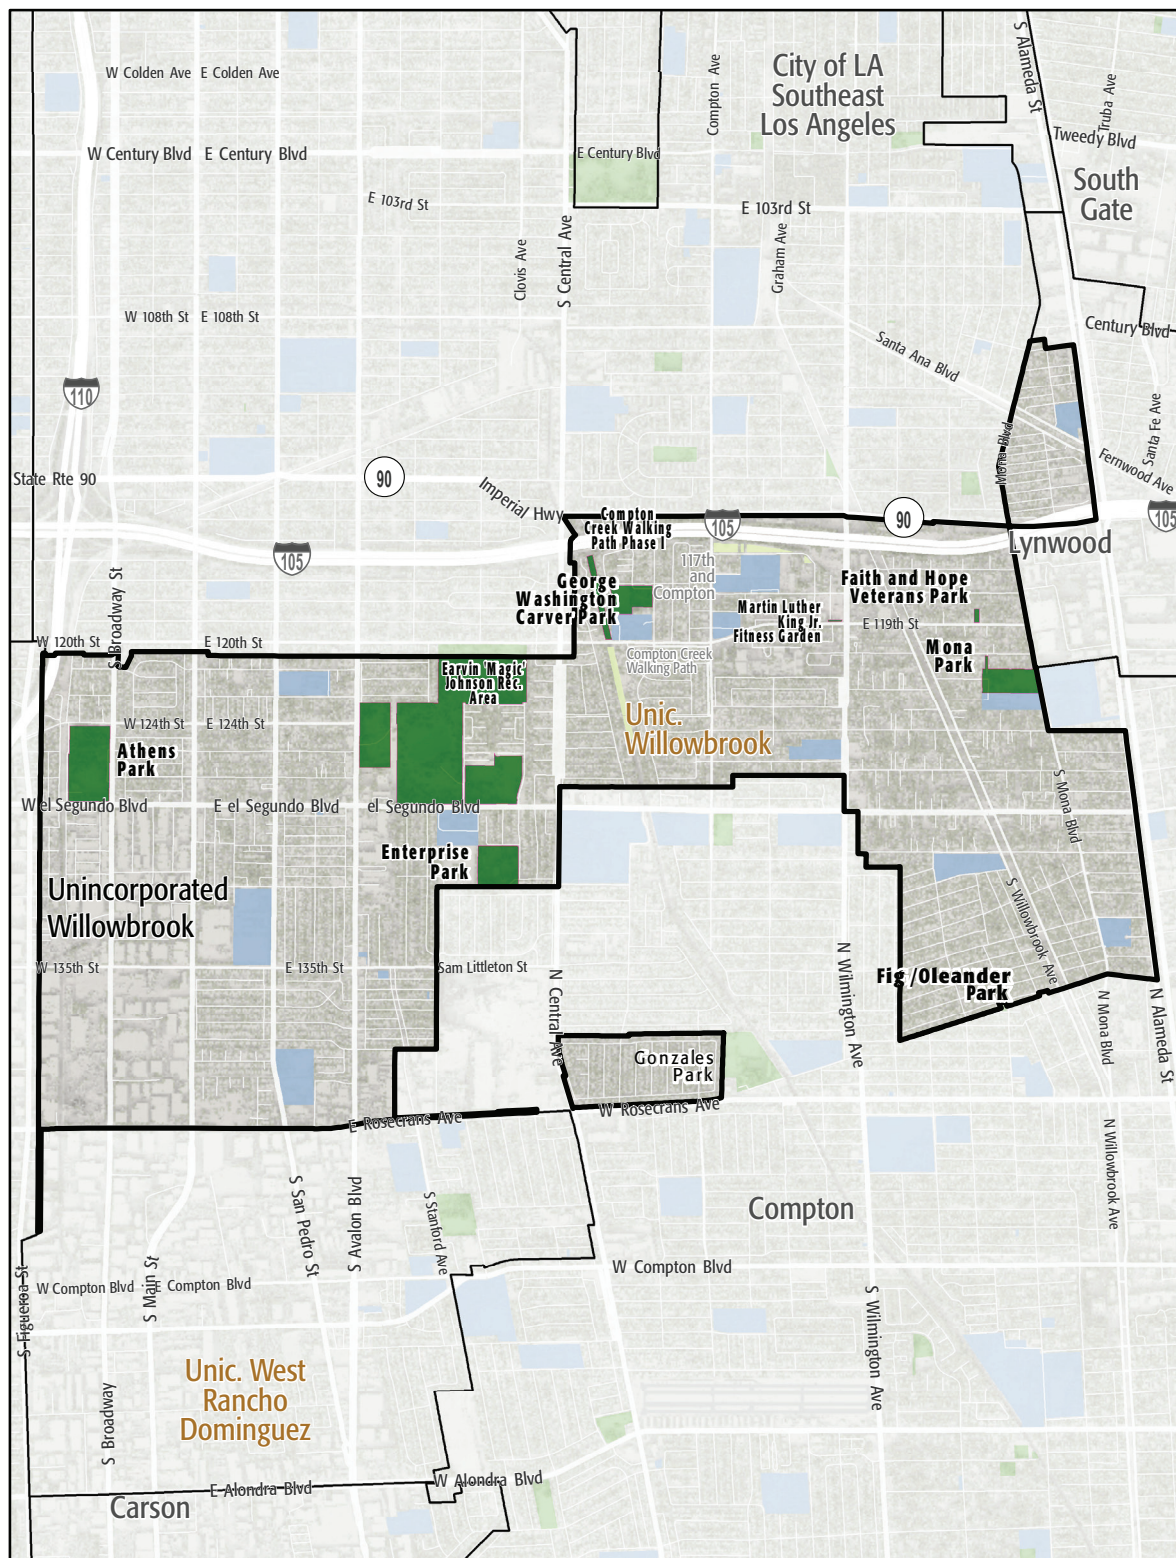 W Colden Ave
E Colden Ave
Compton Ave
City of LA
Southeast
Los Angeles
S Alameda St
Truba Ave
Tweedy Blvd
W Century Blvd
E Century Blvd
E Century Blvd
South
Gate
E 103rd St
E 103rd St
Clovis Ave
S Central Ave
Graham Ave
W 108th St
E 108th St
Century Blvd
Santa Ana Blvd
110
Santa Fe Ave
Mona Blvd
Fernwood Ave
State Rte 90
90
Imperial Hwy
Compton
Creek Walking
Path Phase I
105
90
105
Lynwood
105
S Broadway St
117th
and
Compton
George
Washington
Carver Park
Faith and Hope
Veterans Park
Martin Luther
King Jr.
Fitness Garden
E 119th St
W 120th St
E 120th St
Mona
Park
Compton Creek
Walking Path
Earvin 'Magic'
Johnson Rec.
Area
Unic.
Willowbrook
W 124th St
E 124th St
Athens
Park
W el Segundo Blvd
E el Segundo Blvd
el Segundo Blvd
S Mona Blvd
Enterprise
Park
Unincorporated
Willowbrook
S Willowbrook Ave
W 135th St
E 135th St
Sam Littleton St
N Central Ave
N Wilmington Ave
Fig /Oleander
Park
N Mona Blvd
N Alameda St
Gonzales
Park
E Rosecrans Ave
W Rosecrans Ave
N Willowbrook Ave
S San Pedro St
S Avalon Blvd
S Stanford Ave
Compton
S Figueroa St
W Compton Blvd
E Compton Blvd
S Main St
W Compton Blvd
S Wilmington Ave
Unic. West
Rancho
Dominguez
S Broadway
E Alondra Blvd
W Alondra Blvd
Carson